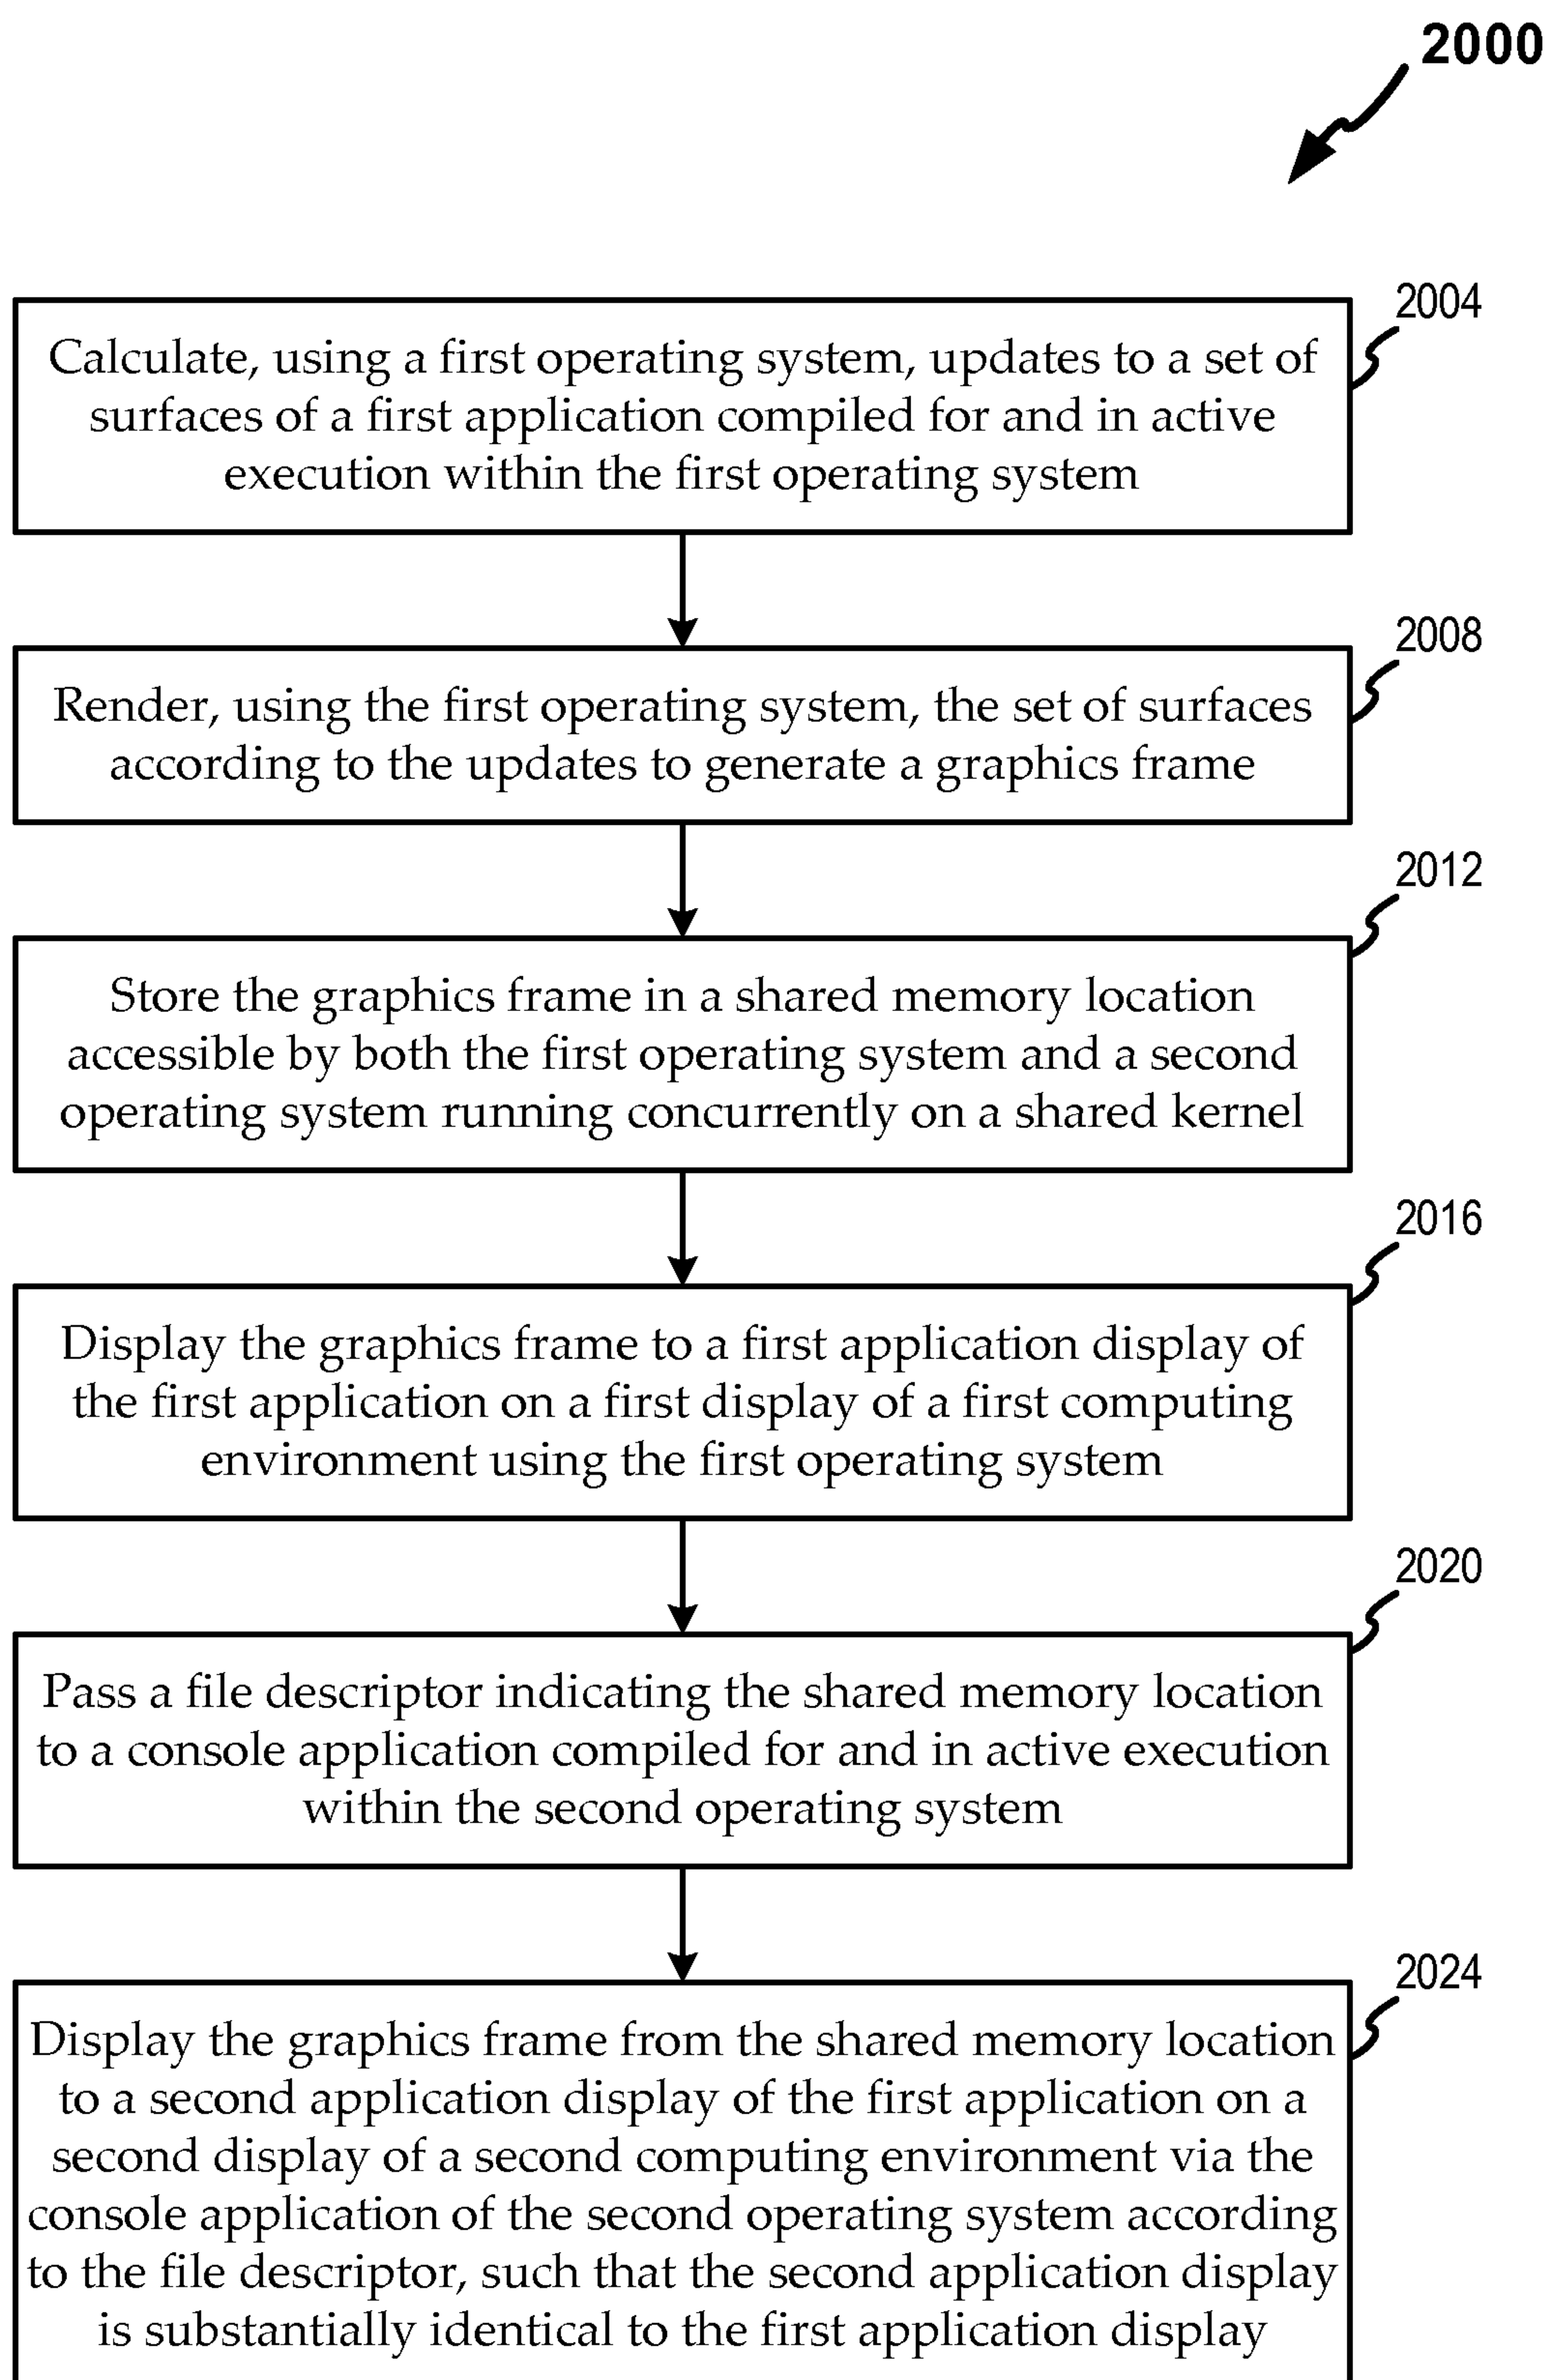 2000
2004
Calculate, using a first operating system, updates to a set of
surfaces of a first application compiled for and in active
execution within the first operating system
2008
Render, using the first operating system, the set of surfaces
according to the updates to generate a graphics frame
2012
Store the graphics frame in a shared memory location
accessible by both the first operating system and a second
operating system running concurrently on a shared kernel
2016
Display the graphics frame to a first application display of
the first application on a first display of a first computing
environment using the first operating system
2020
Pass a file descriptor indicating the shared memory location
to a console application compiled for and in active execution
within the second operating system
2024
Display the graphics frame from the shared memory location
to a second application display of the first application on a
second display of a second computing environment via the
console application of the second operating system according
to the file descriptor, such that the second application display
is substantially identical to the first application display